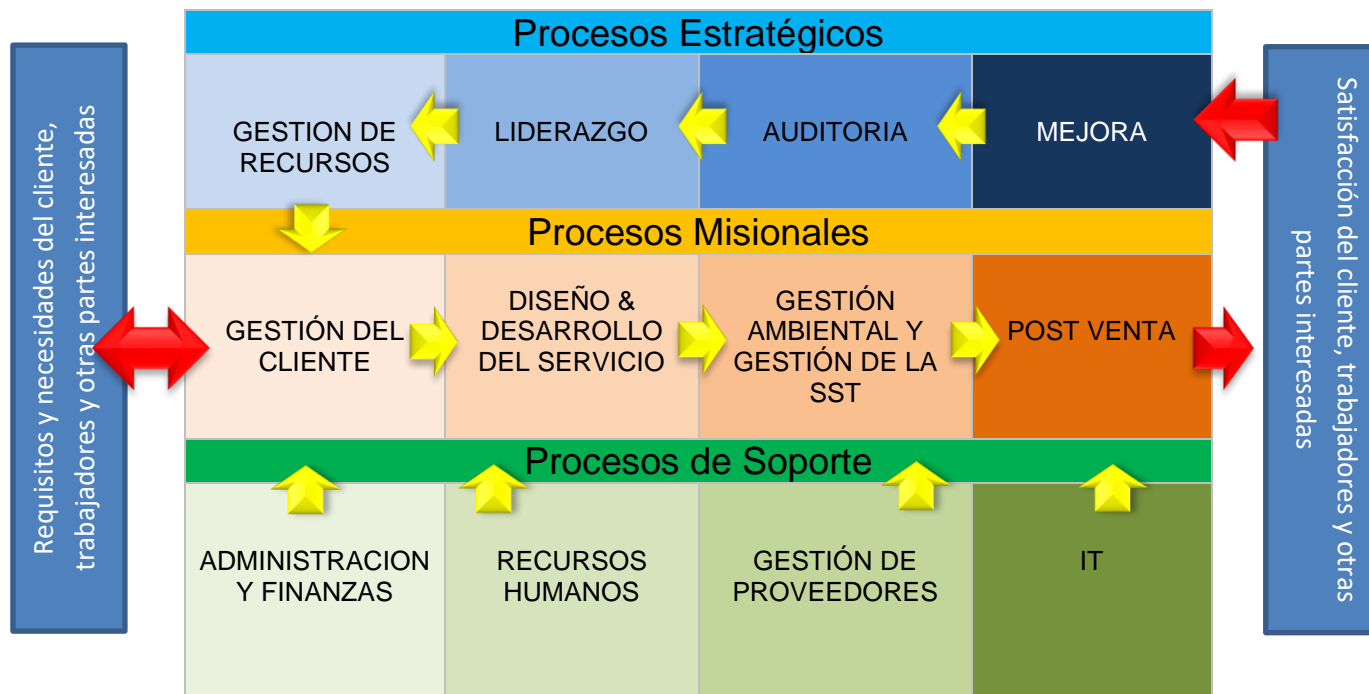 Procesos Estratégicos
GESTION DE
RECURSOS
LIDERAZGO
AUDITORIA
MEJORA
Procesos Misionales
GESTIÓN DEL
CLIENTE
DISEÑO &
DESARROLLO
DEL SERVICIO
GESTIÓN
AMBIENTAL Y
GESTIÓN DE LA
SST
POST VENTA
Procesos de Soporte
ADMINISTRACION
Y FINANZAS
RECURSOS
HUMANOS
GESTIÓN DE
PROVEEDORES
IT
Requisitos y necesidades del cliente,
trabajadores y otras partes interesadas
Satisfacción del cliente, trabajadores y otras
partes interesadas